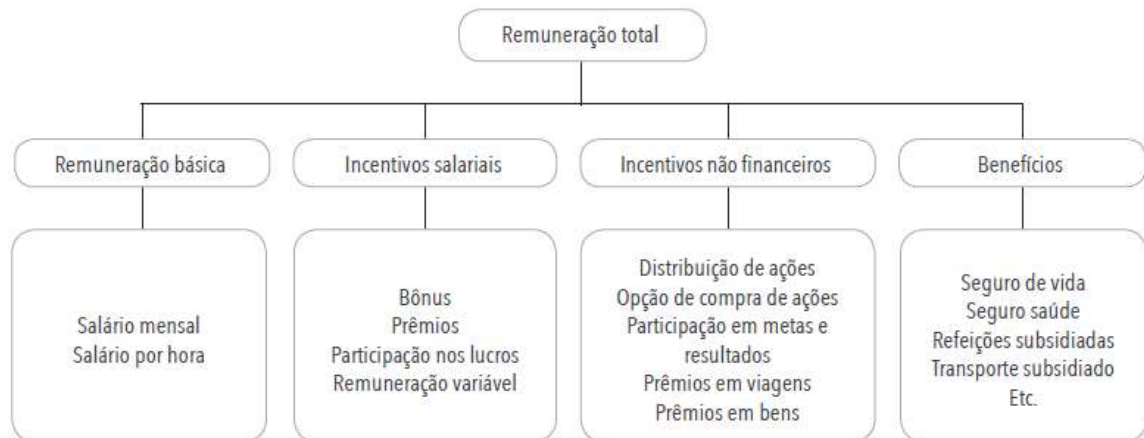 Remuneração total
Remuneração básica
Incentivos salariais
Incentivos não financeiros
Benefícios
Salário mensal
Salário por hora
Bônus
Prêmios
Participação nos lucros
Remuneração variável
Distribuição de ações
Opção de compra de ações
Participação em metas e
resultados
Prêmios em viagens
Prêmios em bens
Seguro de vida
Seguro saúde
Refeições subsidiadas
Transporte subsidiado
Etc.